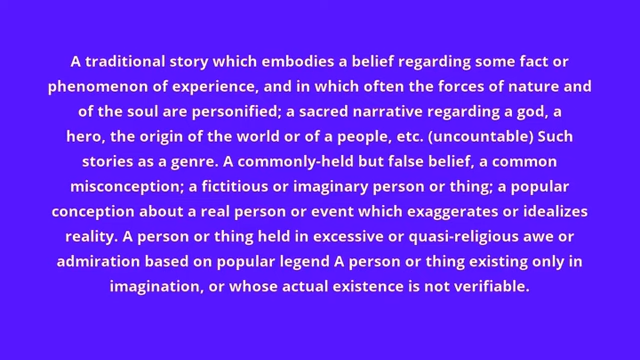 A traditional story which embodies a belief regarding some fact or
phenomenon of experience, and in which often the forces of nature and
of the soul are personified; a sacred narrative regarding a god, a
hero, the origin of the world or of a people, etc. (uncountable) Such
stories as a genre. A commonly-held but false belief, a common
misconception; a fictitious or imaginary person or thing; a popular
conception about a real person or event which exaggerates or idealizes
reality. A person or thing held in excessive or quasi-religious awe or
admiration based on popular legend A person or thing existing only in
imagination, or whose actual existence is not verifiable.